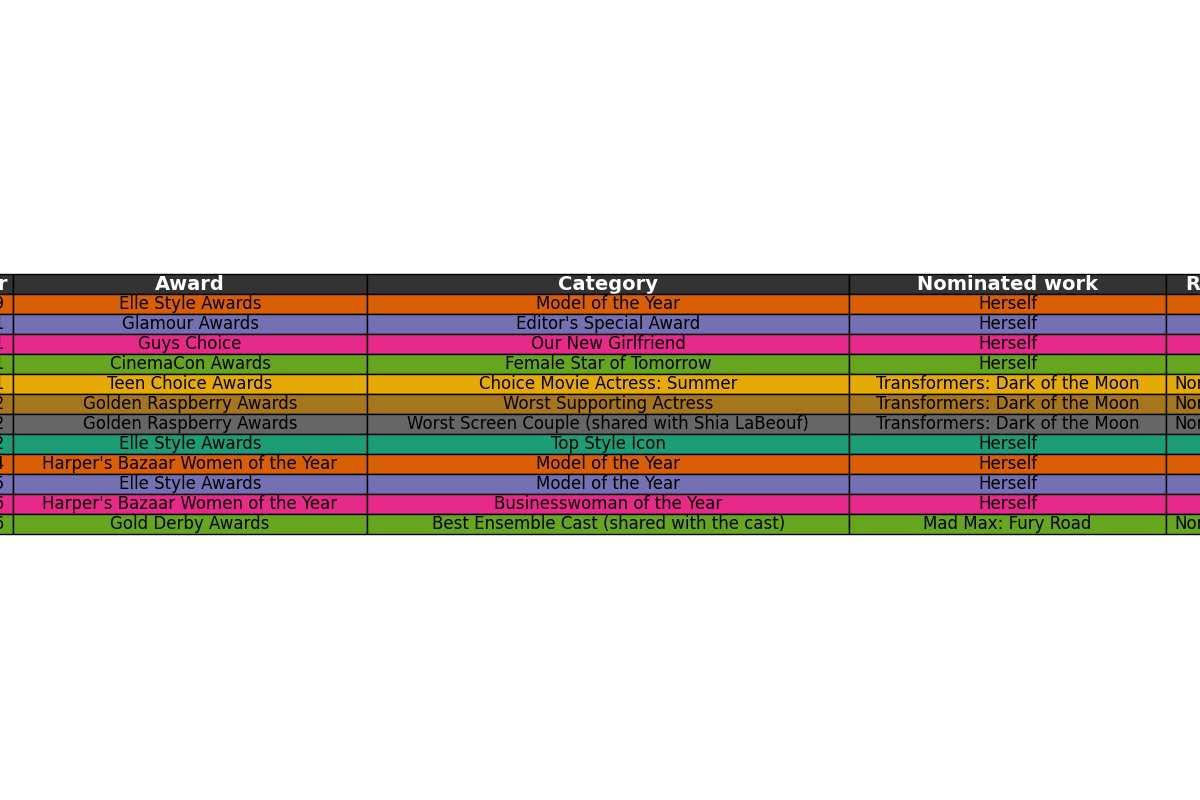 r Award Category Nominated work R
9 Elle Style Awards Model of the Year Herself
1 Glamour Awards Editor's Special Award Herself
1 Guys Choice Our New Girlfriend Herself
1 CinemaCon Awards Female Star of Tomorrow Herself
1 Teen Choice Awards Choice Movie Actress: Summer Transformers: Dark of the Moon Nor
2 Golden Raspberry Awards Worst Supporting Actress Transformers: Dark of the Moon Nor
2 Golden Raspberry Awards Worst Screen Couple (shared with Shia LaBeouf) Transformers: Dark of the Moon Nor
2 Elle Style Awards Top Style Icon Herself
4 Harper's Bazaar Women of the Year Model of the Year Herself
5 Elle Style Awards Model of the Year Herself
6 Harper's Bazaar Women of the Year Businesswoman of the Year Herself
6 Gold Derby Awards Best Ensemble Cast (shared with the cast) Mad Max: Fury Road Nor